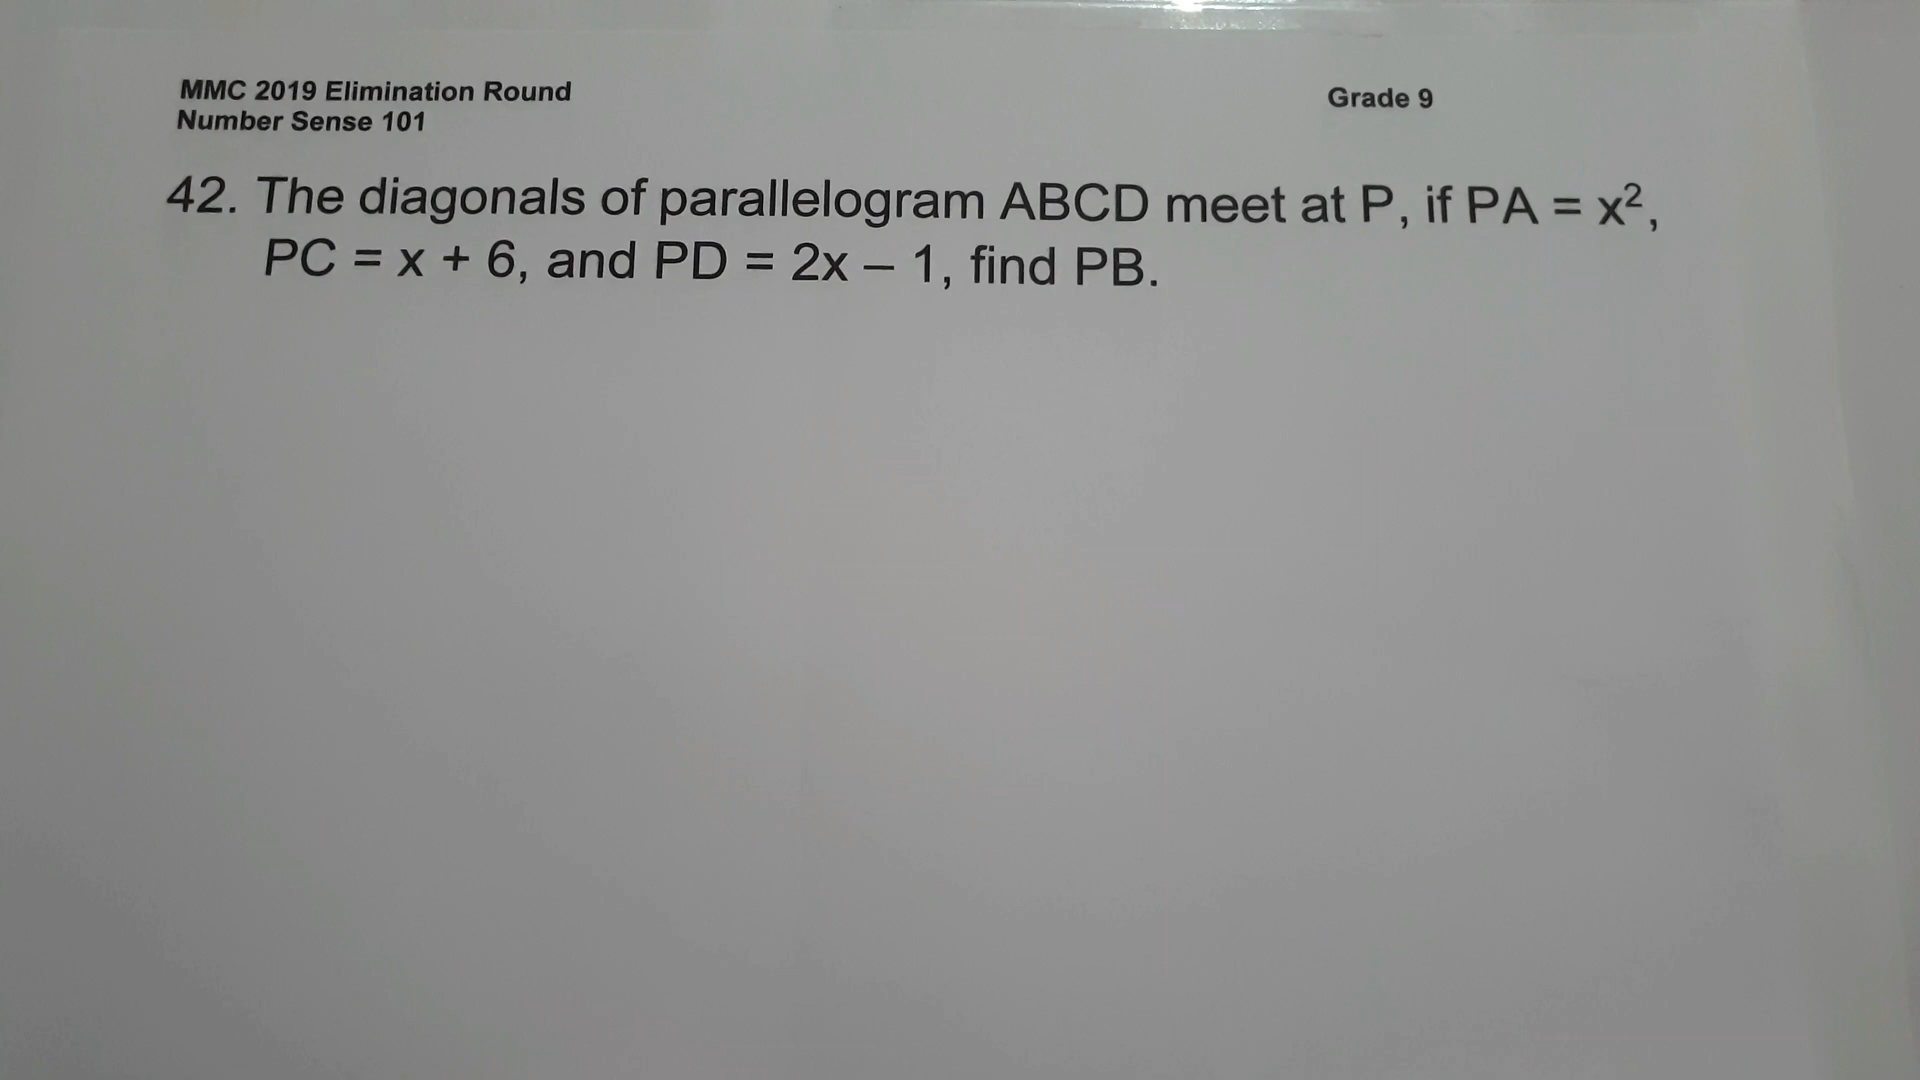 MMC 2019 Elimination Round
Number Sense 101
Grade 9
42. The diagonals of parallelogram ABCD meet at P, if PA = x²,
PC = x + 6, and PD = 2x – 1, find PB.